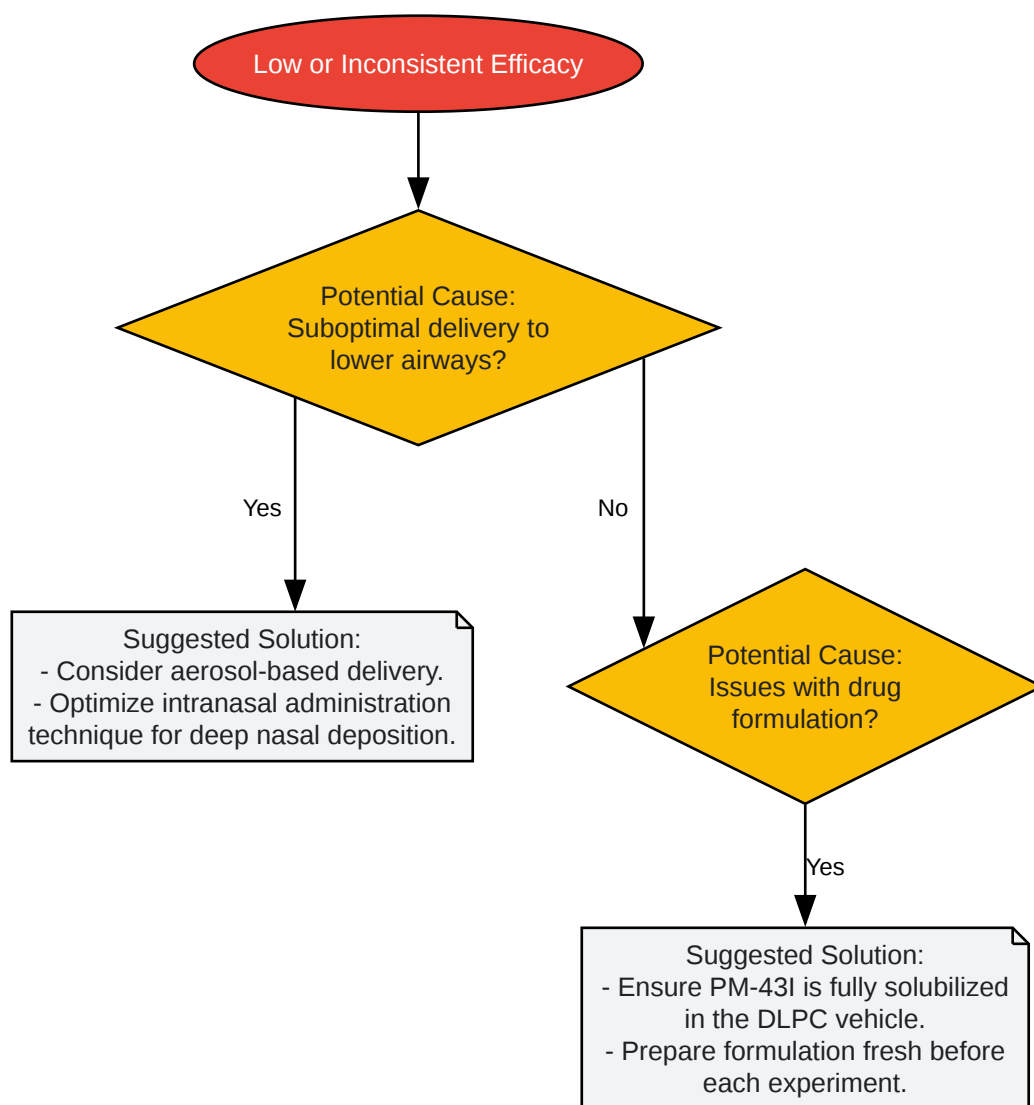 Low or Inconsistent Efficacy
Potential Cause:
Suboptimal delivery to
lower airways?
Yes
No
Suggested Solution:
- Consider aerosol-based delivery.
- Optimize intranasal administration
technique for deep nasal deposition.
Potential Cause:
Issues with drug
formulation?
Yes
Suggested Solution:
- Ensure PM-43I is fully solubilized
in the DLPC vehicle.
- Prepare formulation fresh before
each experiment.